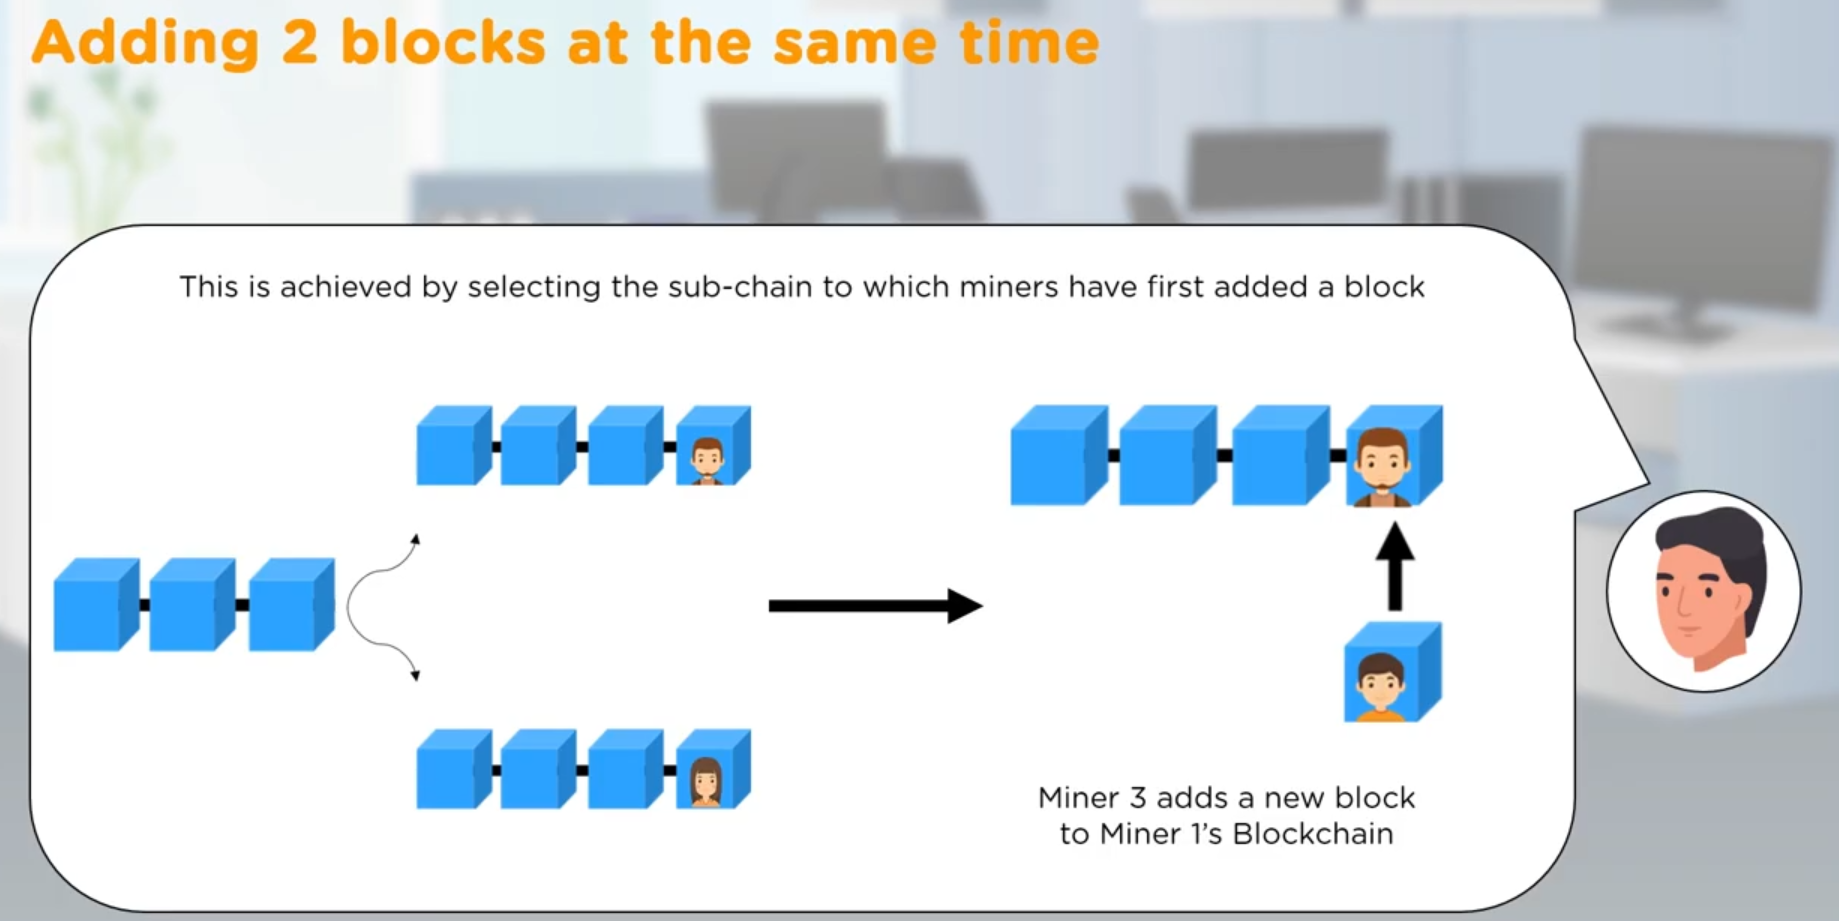 Adding 2 blocks at the same time
This is achieved by selecting the sub-chain to which miners have first added a block
Miner 3 adds a new block
to Miner 1's Blockchain